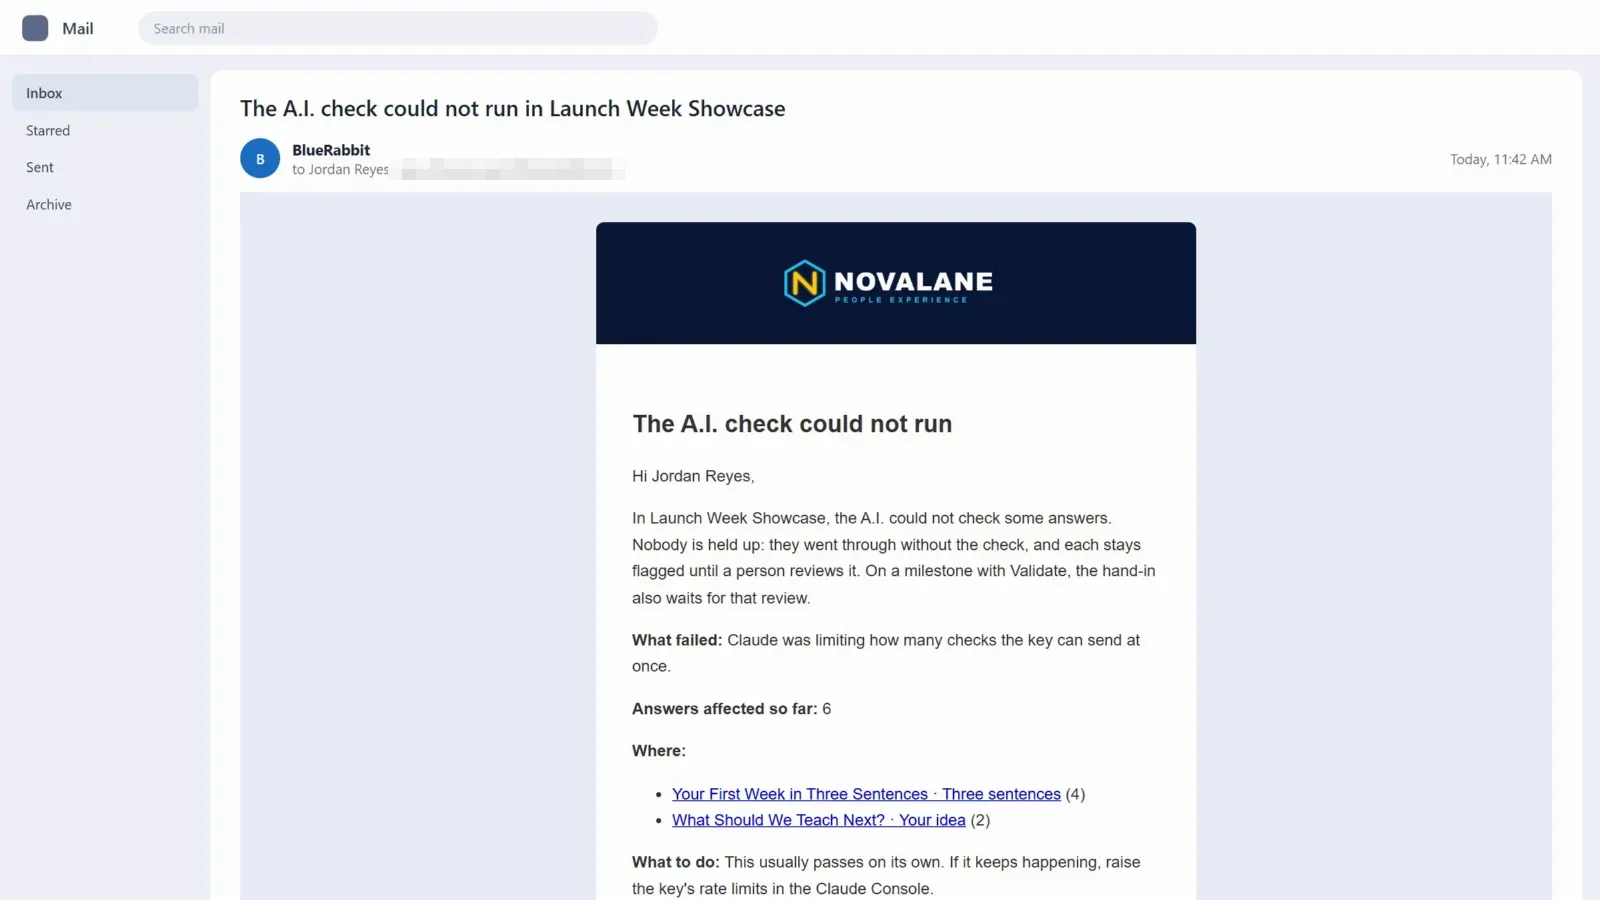 Mail
Search mail
Inbox
Starred
Sent
Archive
The A.I. check could not run in Launch Week Showcase
B
BlueRabbit
to Jordan Reyes
Today, 11:42 AM
N NOVALANE
PEOPLE EXPERIENCE
The A.I. check could not run
Hi Jordan Reyes,
In Launch Week Showcase, the A.I. could not check some answers.
Nobody is held up: they went through without the check, and each stays
flagged until a person reviews it. On a milestone with Validate, the hand-in
also waits for that review.
What failed: Claude was limiting how many checks the key can send at
once.
Answers affected so far: 6
Where:
• Your First Week in Three Sentences · Three sentences (4)
• What Should We Teach Next? · Your idea (2)
What to do: This usually passes on its own. If it keeps happening, raise
the key's rate limits in the Claude Console.